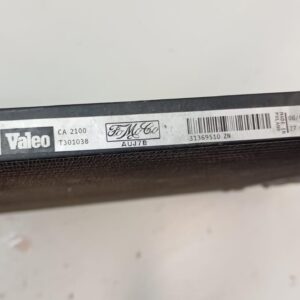 Valeo
CA 2100
T301038
FoMoCo
AUJ7B
31369510 ZN